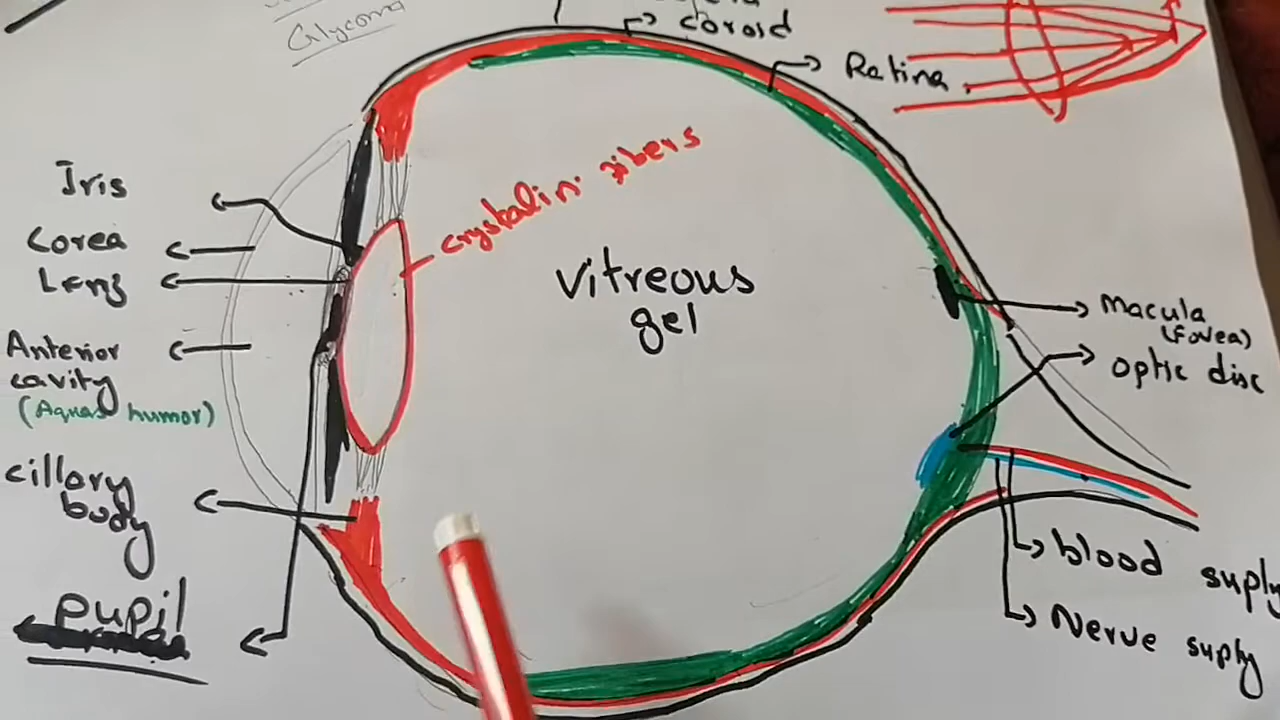 Glycoma
coroid
Retina
Iris
Corea
Lens
Anterior
cavity
(Aquas humor)
cillory
body
pupil
crystalin fibers
Vitreous
gel
Macula
(Fovea)
optic disc
blood suply
Nerve suply